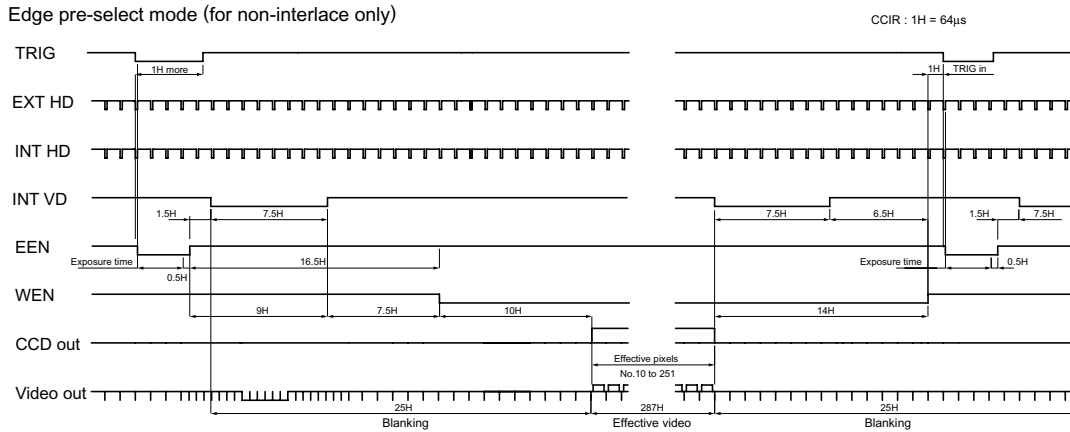 Edge pre-select mode (for non-interlace only)
CCIR : 1H = 64μs
TRIG
1H more
1H
TRIG in
EXT HD
INT HD
INT VD
1.5H
7.5H
7.5H
6.5H
1.5H
7.5H
EEN
Exposure time
16.5H
Exposure time
0.5H
0.5H
WEN
9H
7.5H
10H
14H
CCD out
Effective pixels
No.10 to 251
Video out
25H
287H
25H
Blanking
Effective video
Blanking